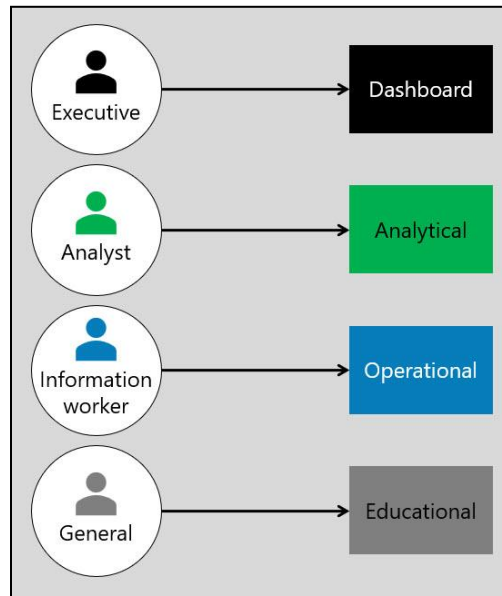 Executive
Dashboard
Analyst
Analytical
Information
worker
Operational
General
Educational